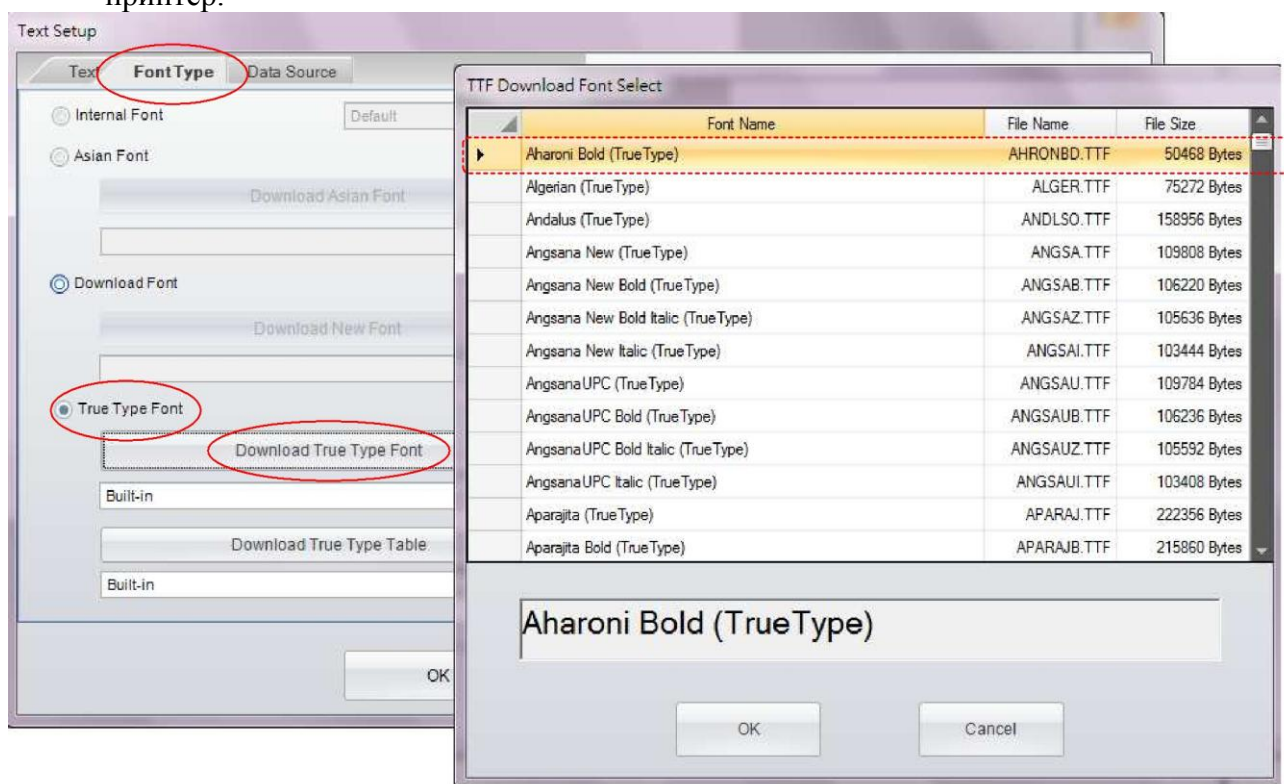 принтер.
Text Setup
Text Font Type Data Source
Internal Font Default
Asian Font
Download Asian Font
Download Font
Download New Font
True Type Font
Download True Type Font
Built-in
Download True Type Table
Built-in
OK
TTF Download Font Select
Font Name File Name File Size
Aharoni Bold (TrueType) AHRONBD.TTF 50468 Bytes
Algerian (TrueType) ALGER.TTF 75272 Bytes
Andalus (TrueType) ANDLSO.TTF 158956 Bytes
Angsana New (TrueType) ANGSA.TTF 109808 Bytes
Angsana New Bold (TrueType) ANGSAB.TTF 106220 Bytes
Angsana New Bold Italic (TrueType) ANGSAZ.TTF 105636 Bytes
Angsana New Italic (TrueType) ANGSAI.TTF 103444 Bytes
AngsanaUPC (TrueType) ANGSAU.TTF 109784 Bytes
AngsanaUPC Bold (TrueType) ANGSAUB.TTF 106236 Bytes
AngsanaUPC Bold Italic (TrueType) ANGSAUZ.TTF 105592 Bytes
AngsanaUPC Italic (TrueType) ANGSAUI.TTF 103408 Bytes
Aparajita (TrueType) APARAJ.TTF 222356 Bytes
Aparajita Bold (TrueType) APARAJB.TTF 215860 Bytes
Aharoni Bold (TrueType)
OK Cancel